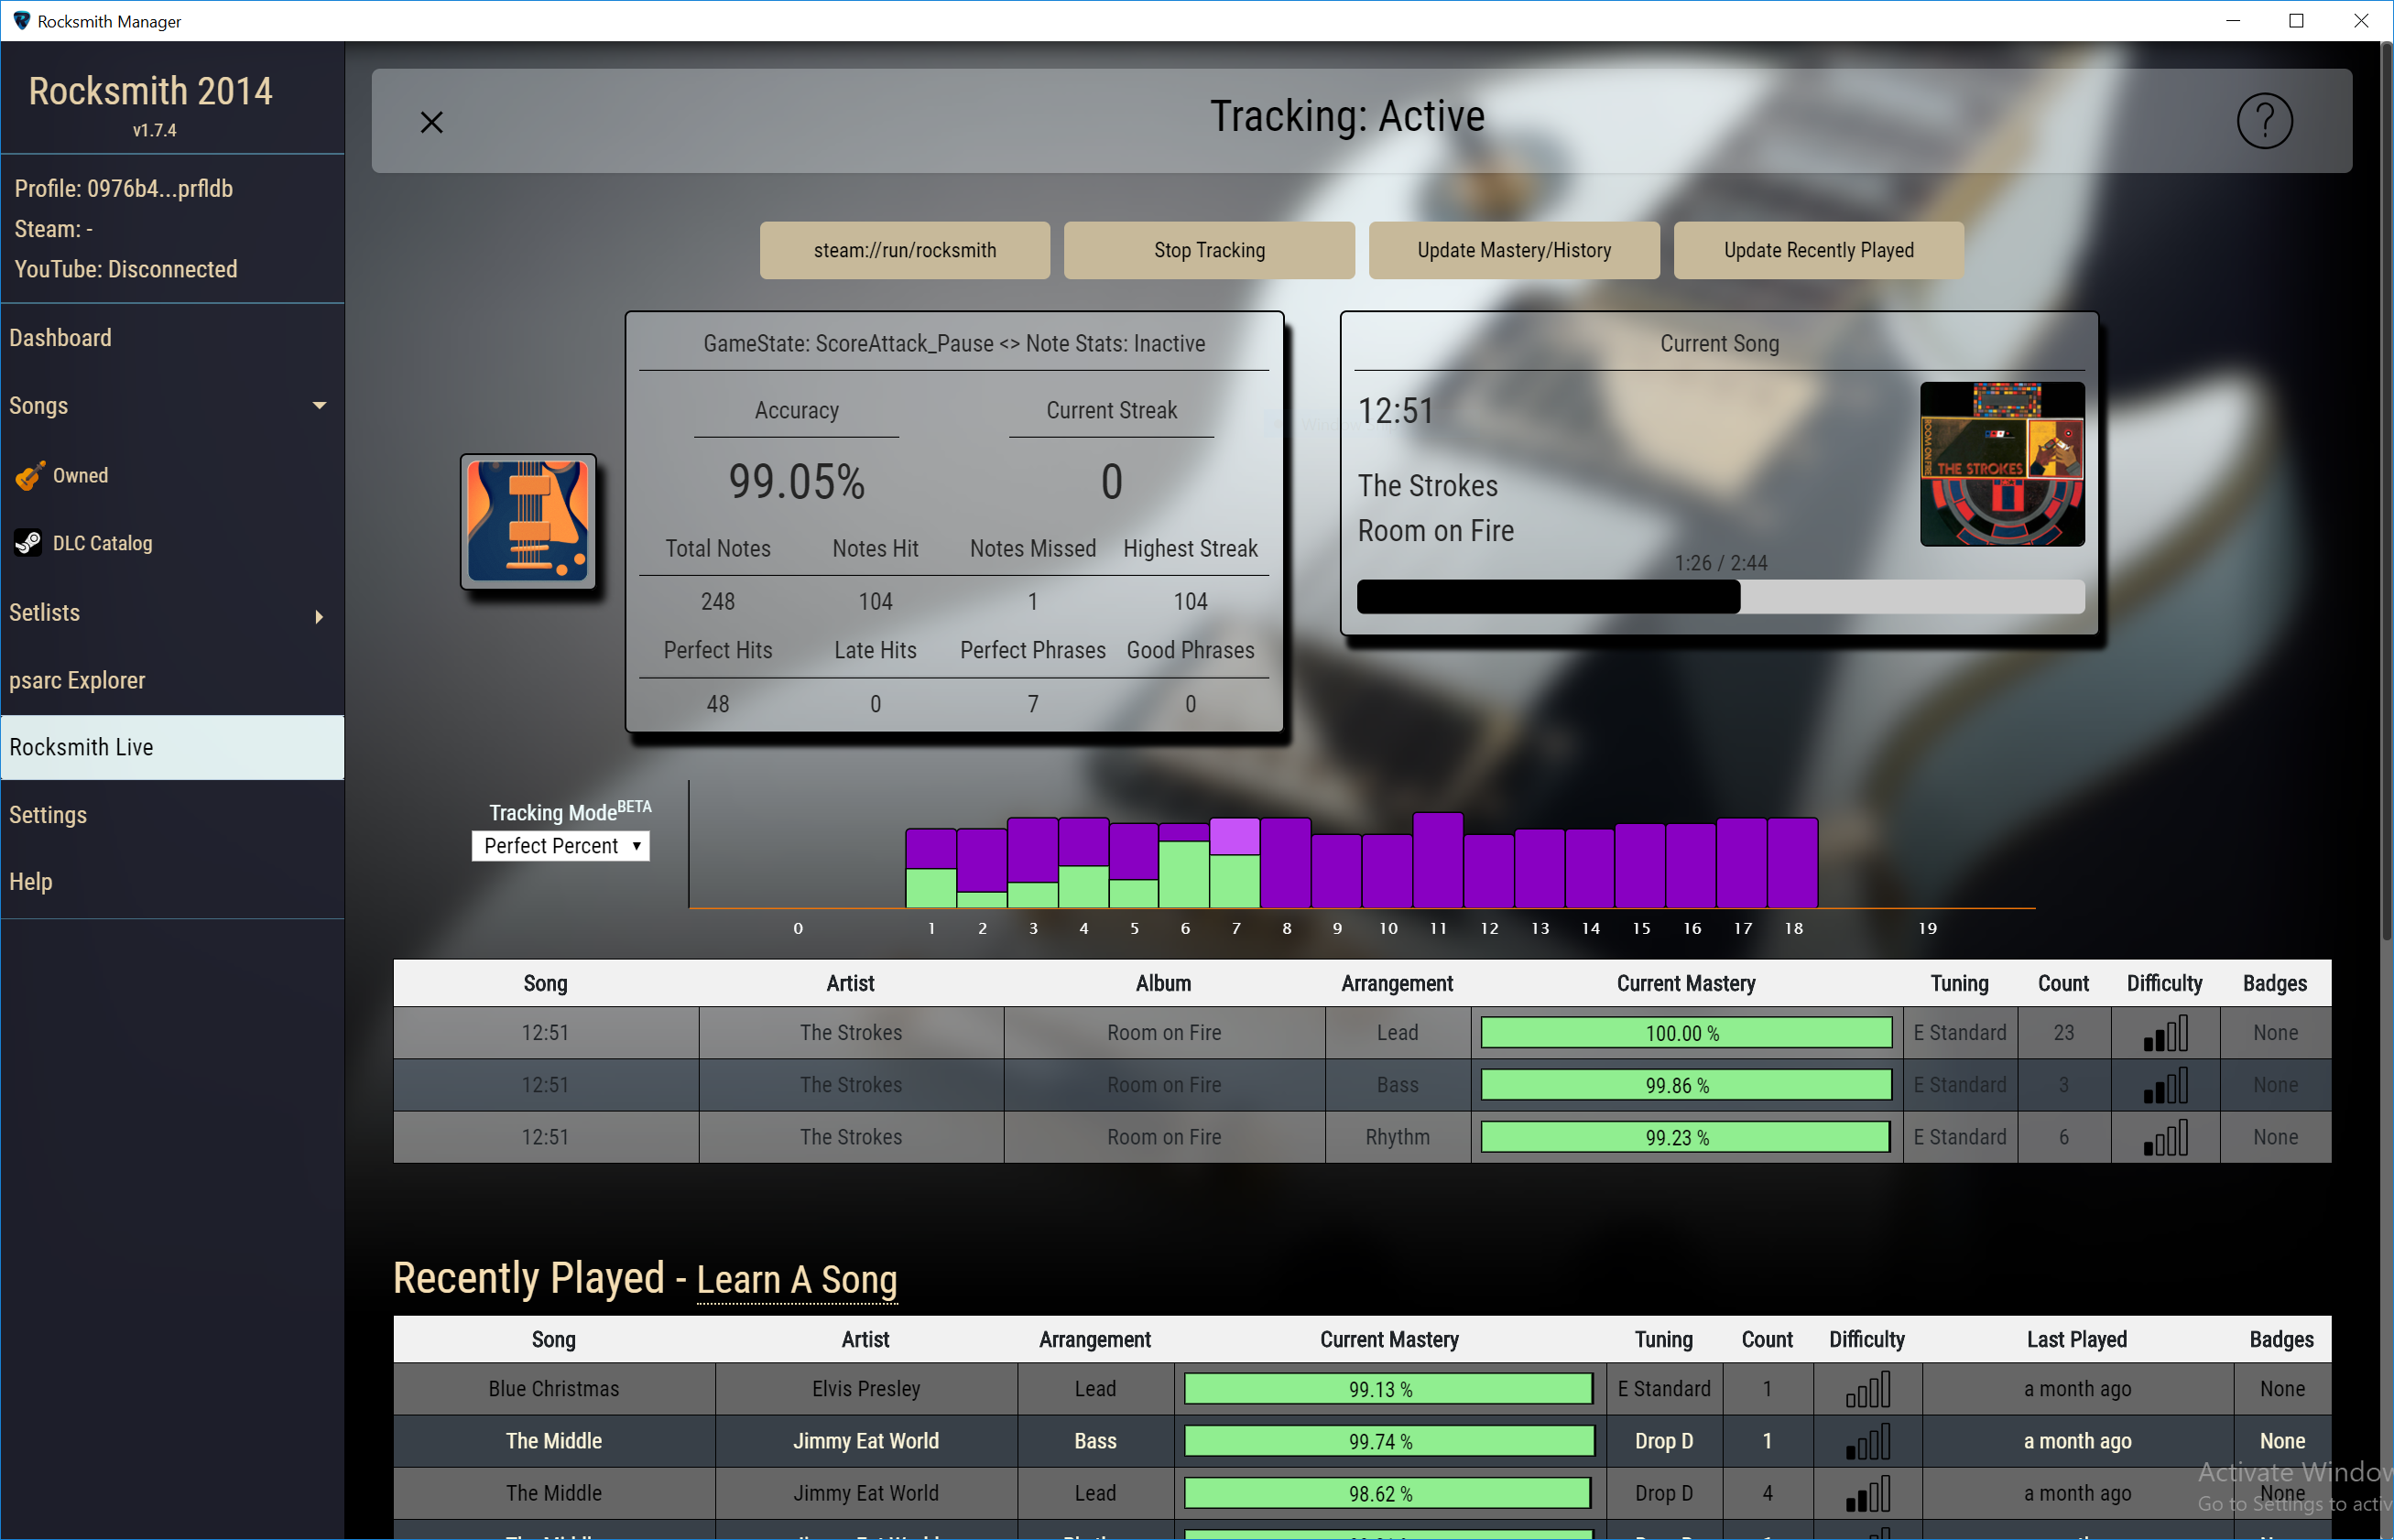 Rocksmith Manager
Rocksmith 2014
v1.7.4
Profile: 0976b4...prfldb
Steam: -
YouTube: Disconnected
Dashboard
Songs
Owned
DLC Catalog
Setlists
psarc Explorer
Rocksmith Live
Settings
Help
Tracking: Active
?
steam://run/rocksmith Stop Tracking Update Mastery/History Update Recently Played
GameState: ScoreAttack_Pause <> Note Stats: Inactive
Accuracy Current Streak
99.05% 0
Total Notes Notes Hit Notes Missed Highest Streak
248 104 1 104
Perfect Hits Late Hits Perfect Phrases Good Phrases
48 0 7 0
Current Song
12:51
The Strokes
Room on Fire
1:26 / 2:44
ROOM ON FIRE
THE STROKES
Tracking Mode BETA
Perfect Percent
0 1 2 3 4 5 6 7 8 9 10 11 12 13 14 15 16 17 18 19
Song Artist Album Arrangement Current Mastery Tuning Count Difficulty Badges
12:51 The Strokes Room on Fire Lead 100.00 % E Standard 23 None
12:51 The Strokes Room on Fire Bass 99.86 % E Standard 3 None
12:51 The Strokes Room on Fire Rhythm 99.23 % E Standard 6 None
Recently Played - Learn A Song
Song Artist Arrangement Current Mastery Tuning Count Difficulty Last Played Badges
Blue Christmas Elvis Presley Lead 99.13 % E Standard 1 a month ago None
The Middle Jimmy Eat World Bass 99.74 % Drop D 1 a month ago None
The Middle Jimmy Eat World Lead 98.62 % Drop D 4 a month ago None
Activate Window
Go to Settings to activ